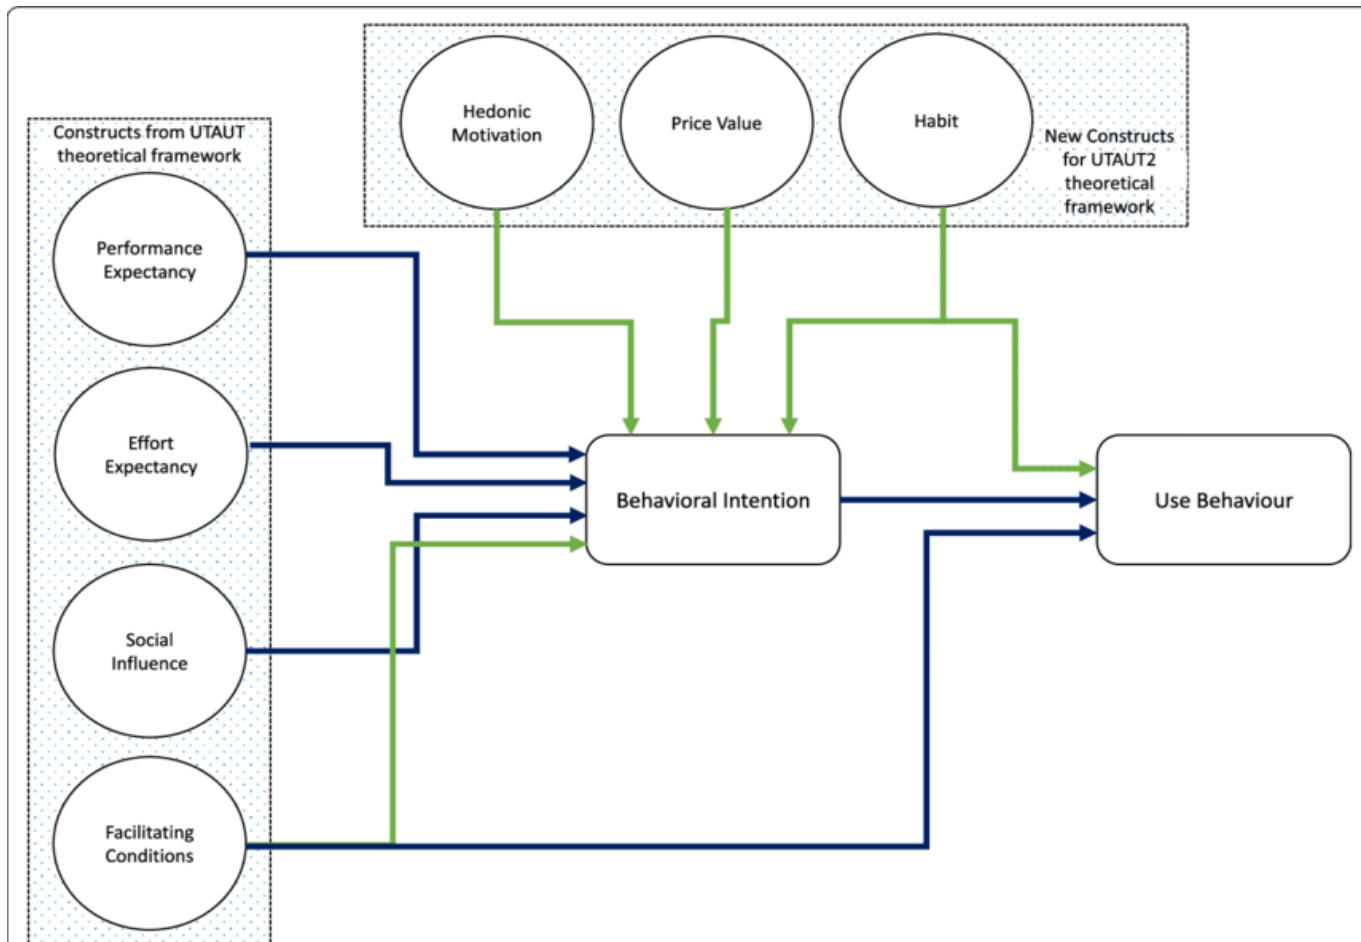 Hedonic
Motivation
Price Value
Habit
New Constructs
for UTAUT2
theoretical
framework
Constructs from UTAUT
theoretical framework
Performance
Expectancy
Effort
Expectancy
Social
Influence
Facilitating
Conditions
Behavioral Intention
Use Behaviour